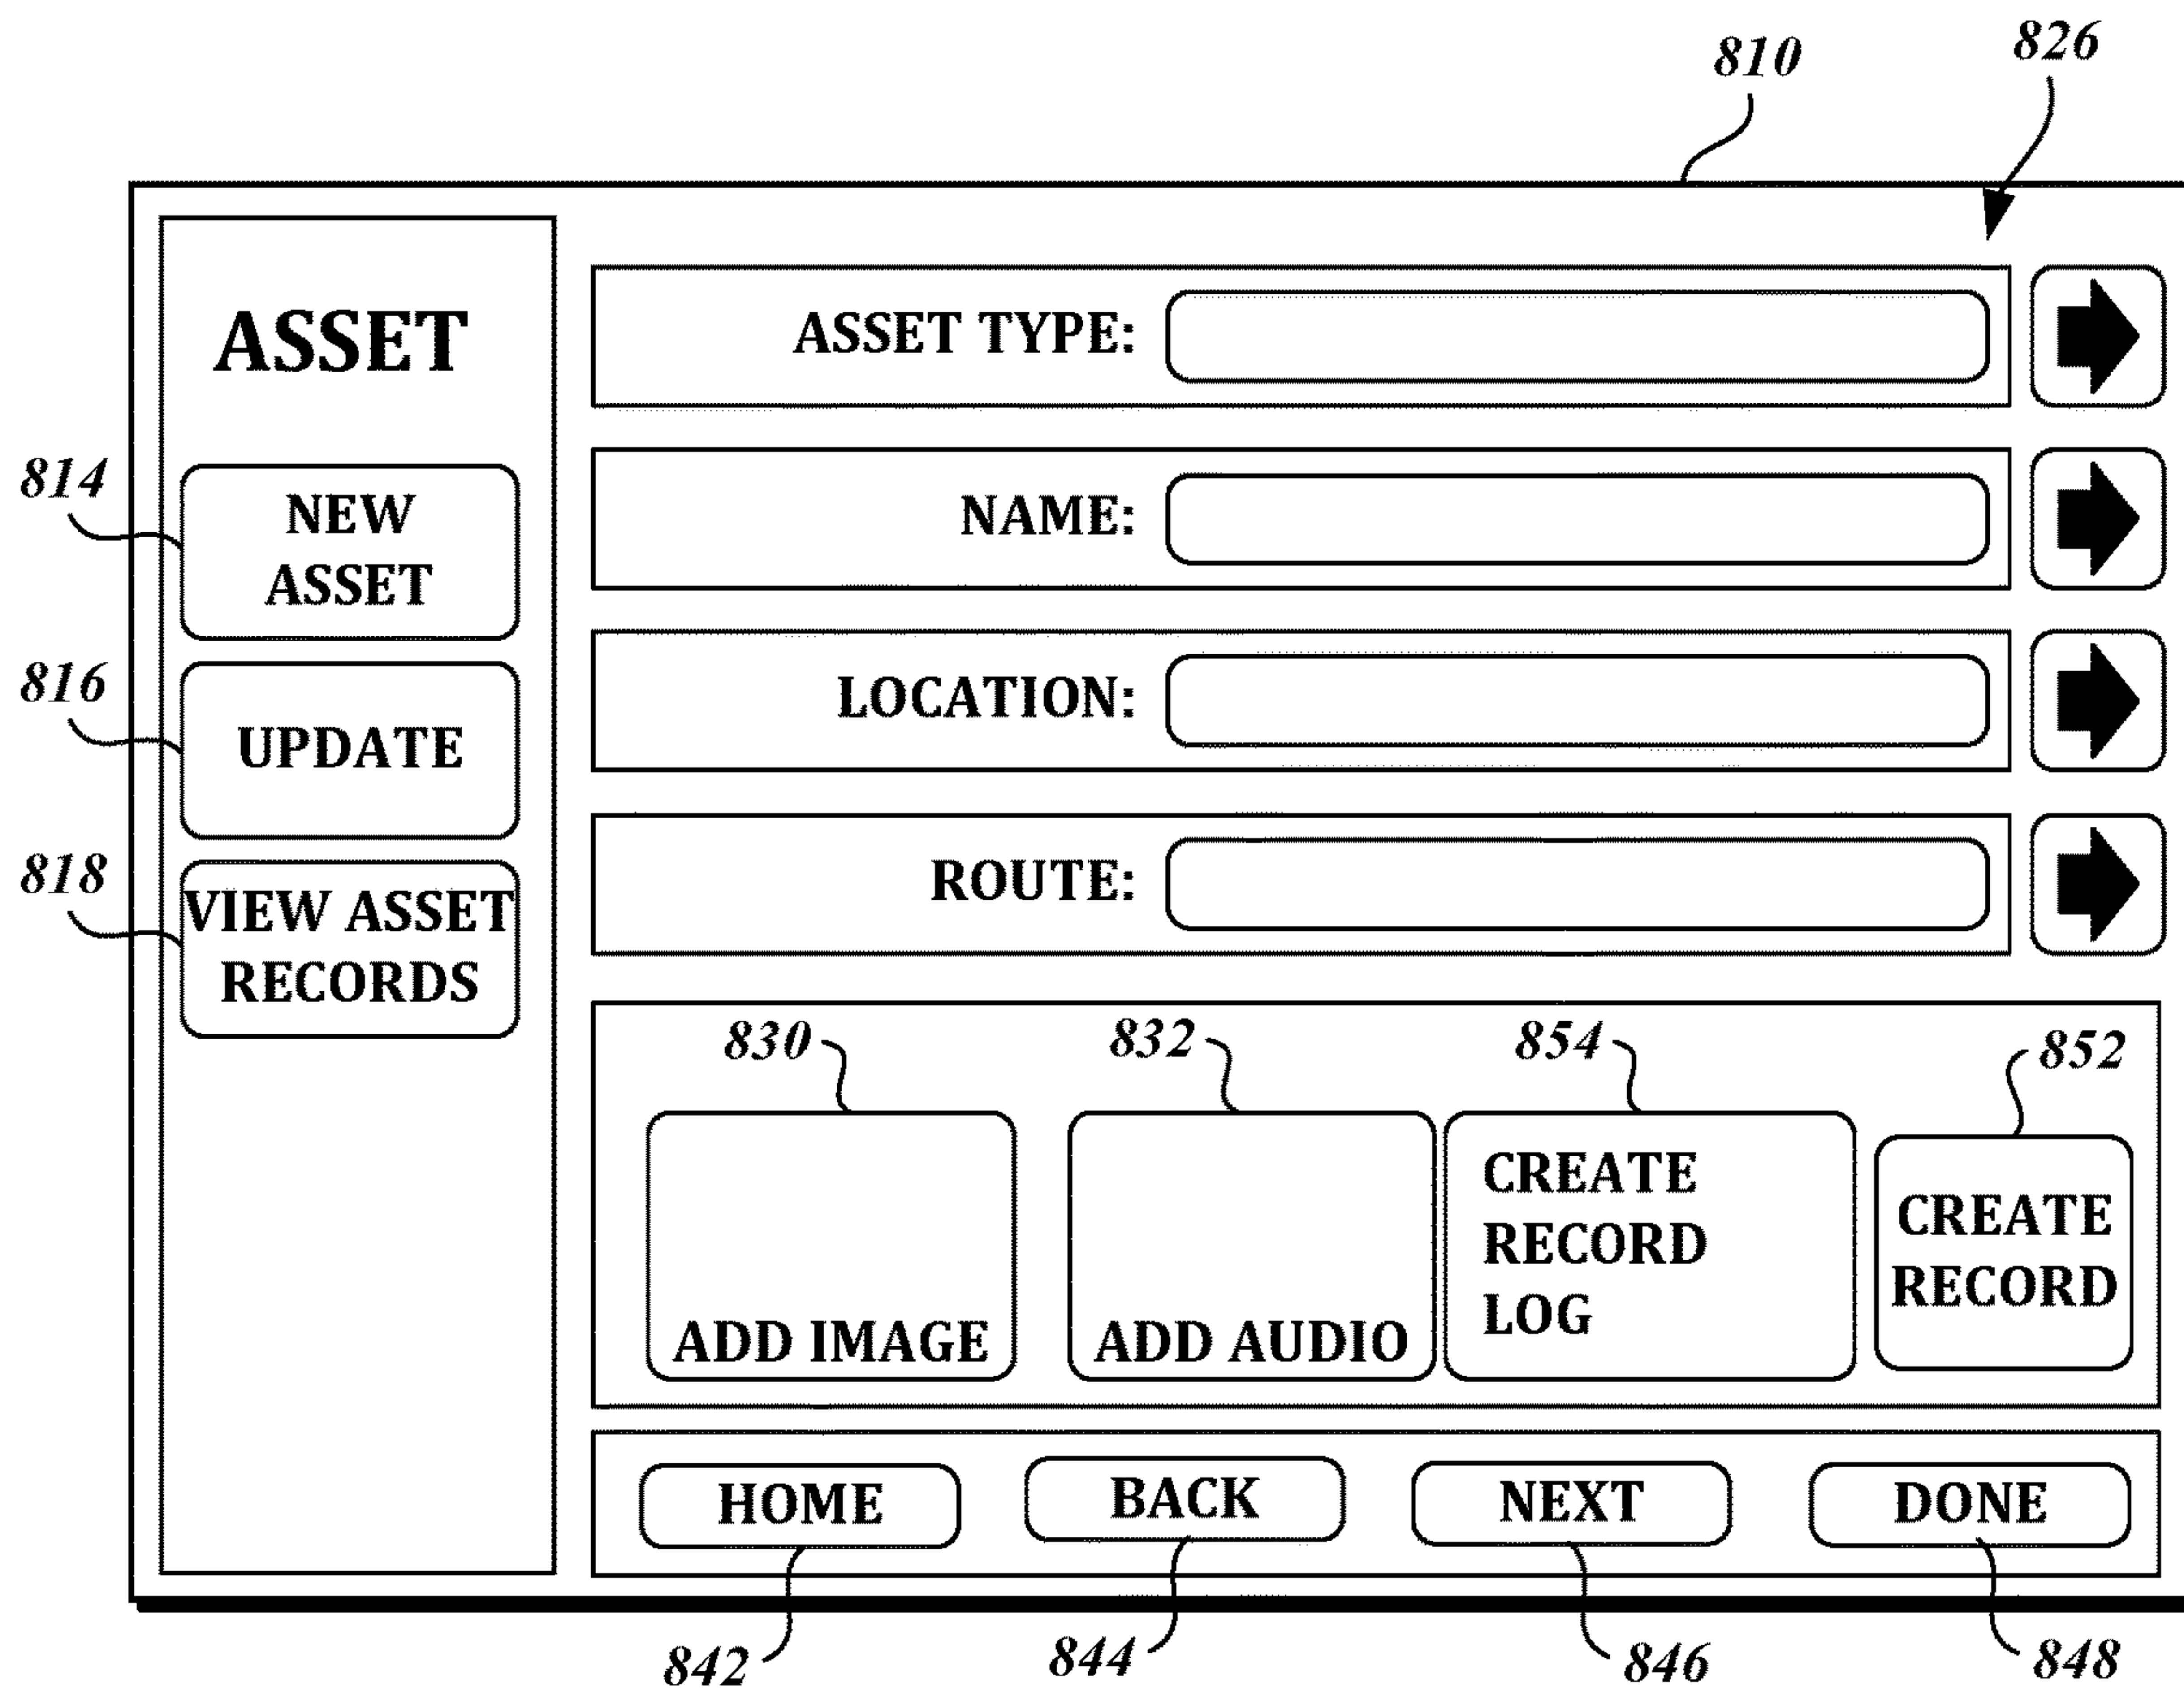 810
826
ASSET
814
NEW
ASSET
816
UPDATE
818
VIEW ASSET
RECORDS
ASSET TYPE:
NAME:
LOCATION:
ROUTE:
830
832
854
852
ADD IMAGE
ADD AUDIO
CREATE
RECORD
LOG
CREATE
RECORD
HOME
BACK
NEXT
DONE
842
844
846
848